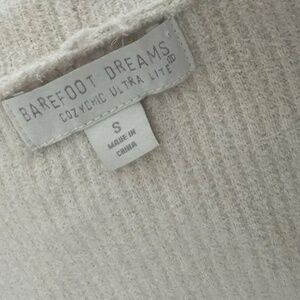 BAREFOOT DREAMS®
COZYCHIC ULTRA LITE®
S
MADE IN
CHINA